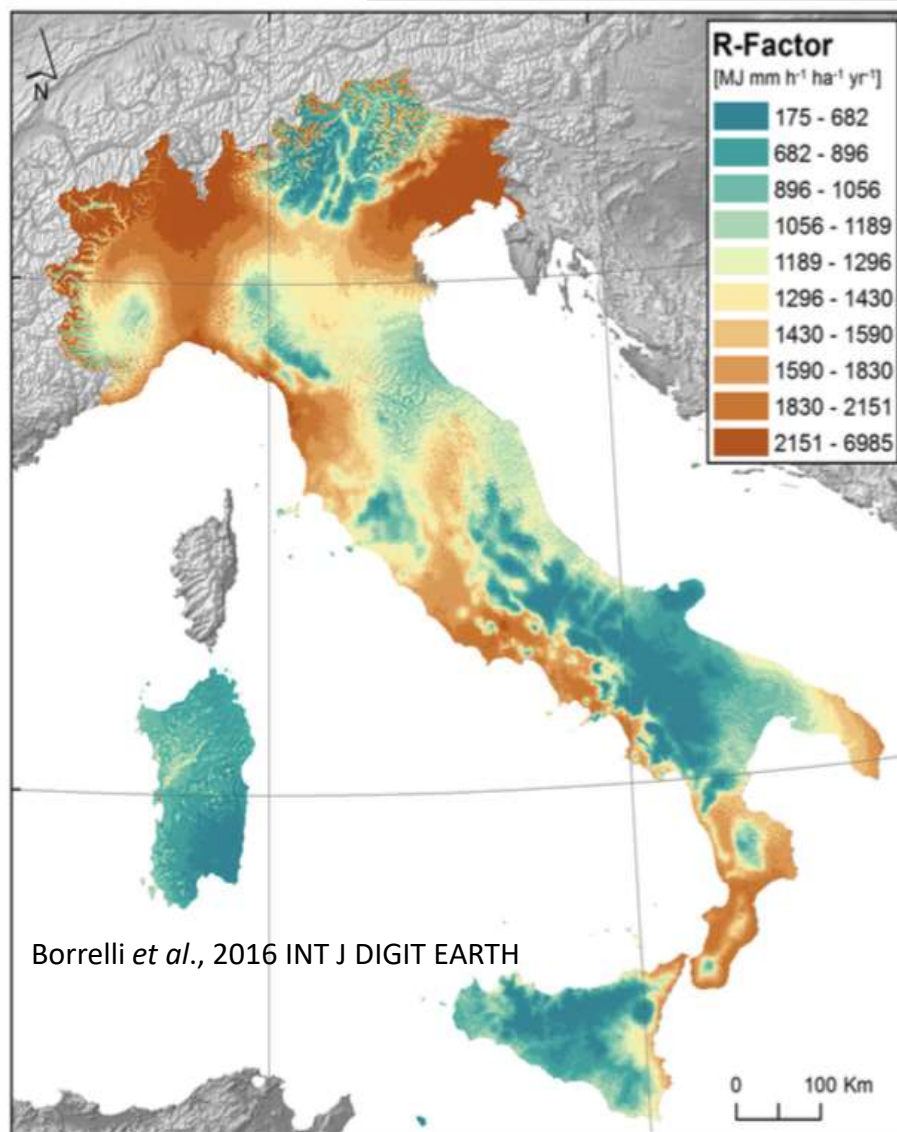 N
R-Factor
[MJ mm h⁻¹ ha⁻¹ yr⁻¹]
175 - 682
682 - 896
896 - 1056
1056 - 1189
1189 - 1296
1296 - 1430
1430 - 1590
1590 - 1830
1830 - 2151
2151 - 6985
Borrelli et al., 2016 INT J DIGIT EARTH
0 100 Km